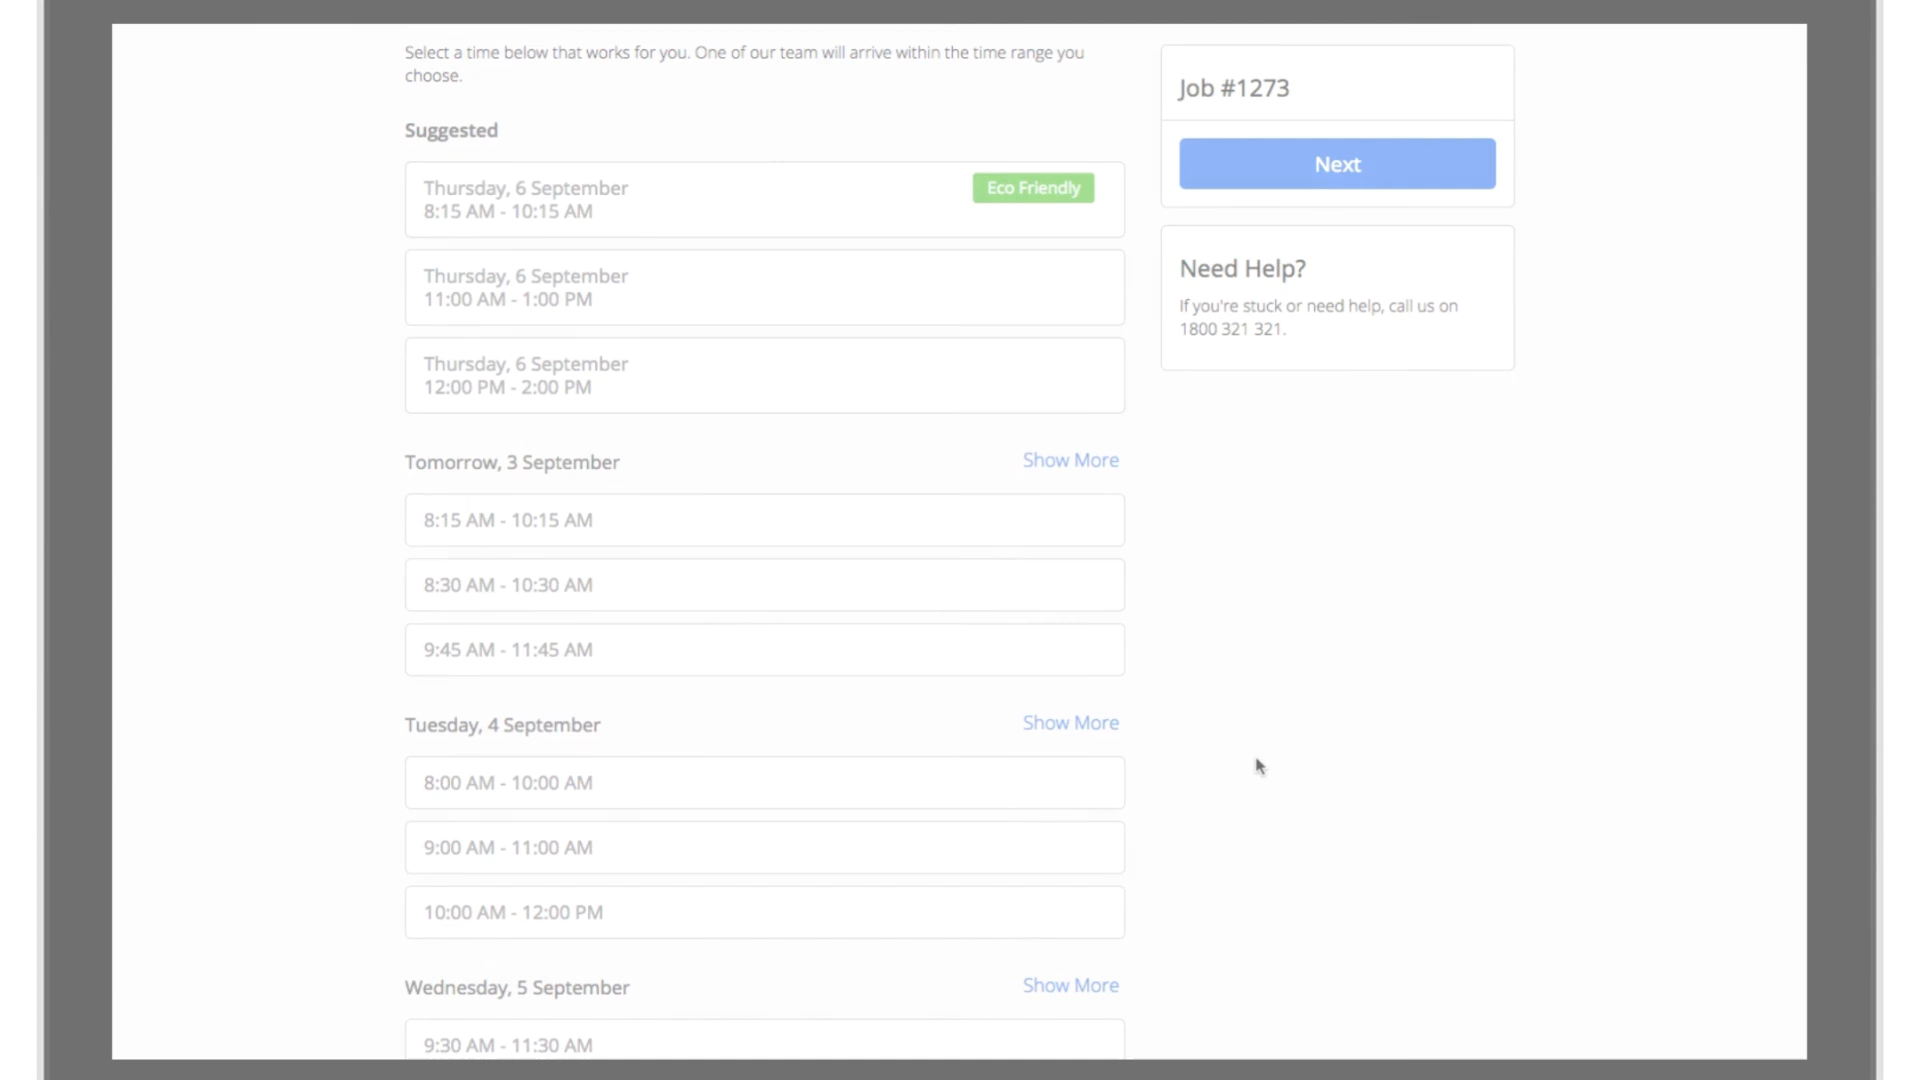 Select a time below that works for you. One of our team will arrive within the time range you
choose.
Suggested
Thursday, 6 September
8:15 AM - 10:15 AM
Eco Friendly
Thursday, 6 September
11:00 AM - 1:00 PM
Thursday, 6 September
12:00 PM - 2:00 PM
Tomorrow, 3 September
Show More
8:15 AM - 10:15 AM
8:30 AM - 10:30 AM
9:45 AM - 11:45 AM
Tuesday, 4 September
Show More
8:00 AM - 10:00 AM
9:00 AM - 11:00 AM
10:00 AM - 12:00 PM
Wednesday, 5 September
Show More
9:30 AM - 11:30 AM
Job #1273
Next
Need Help?
If you're stuck or need help, call us on
1800 321 321.